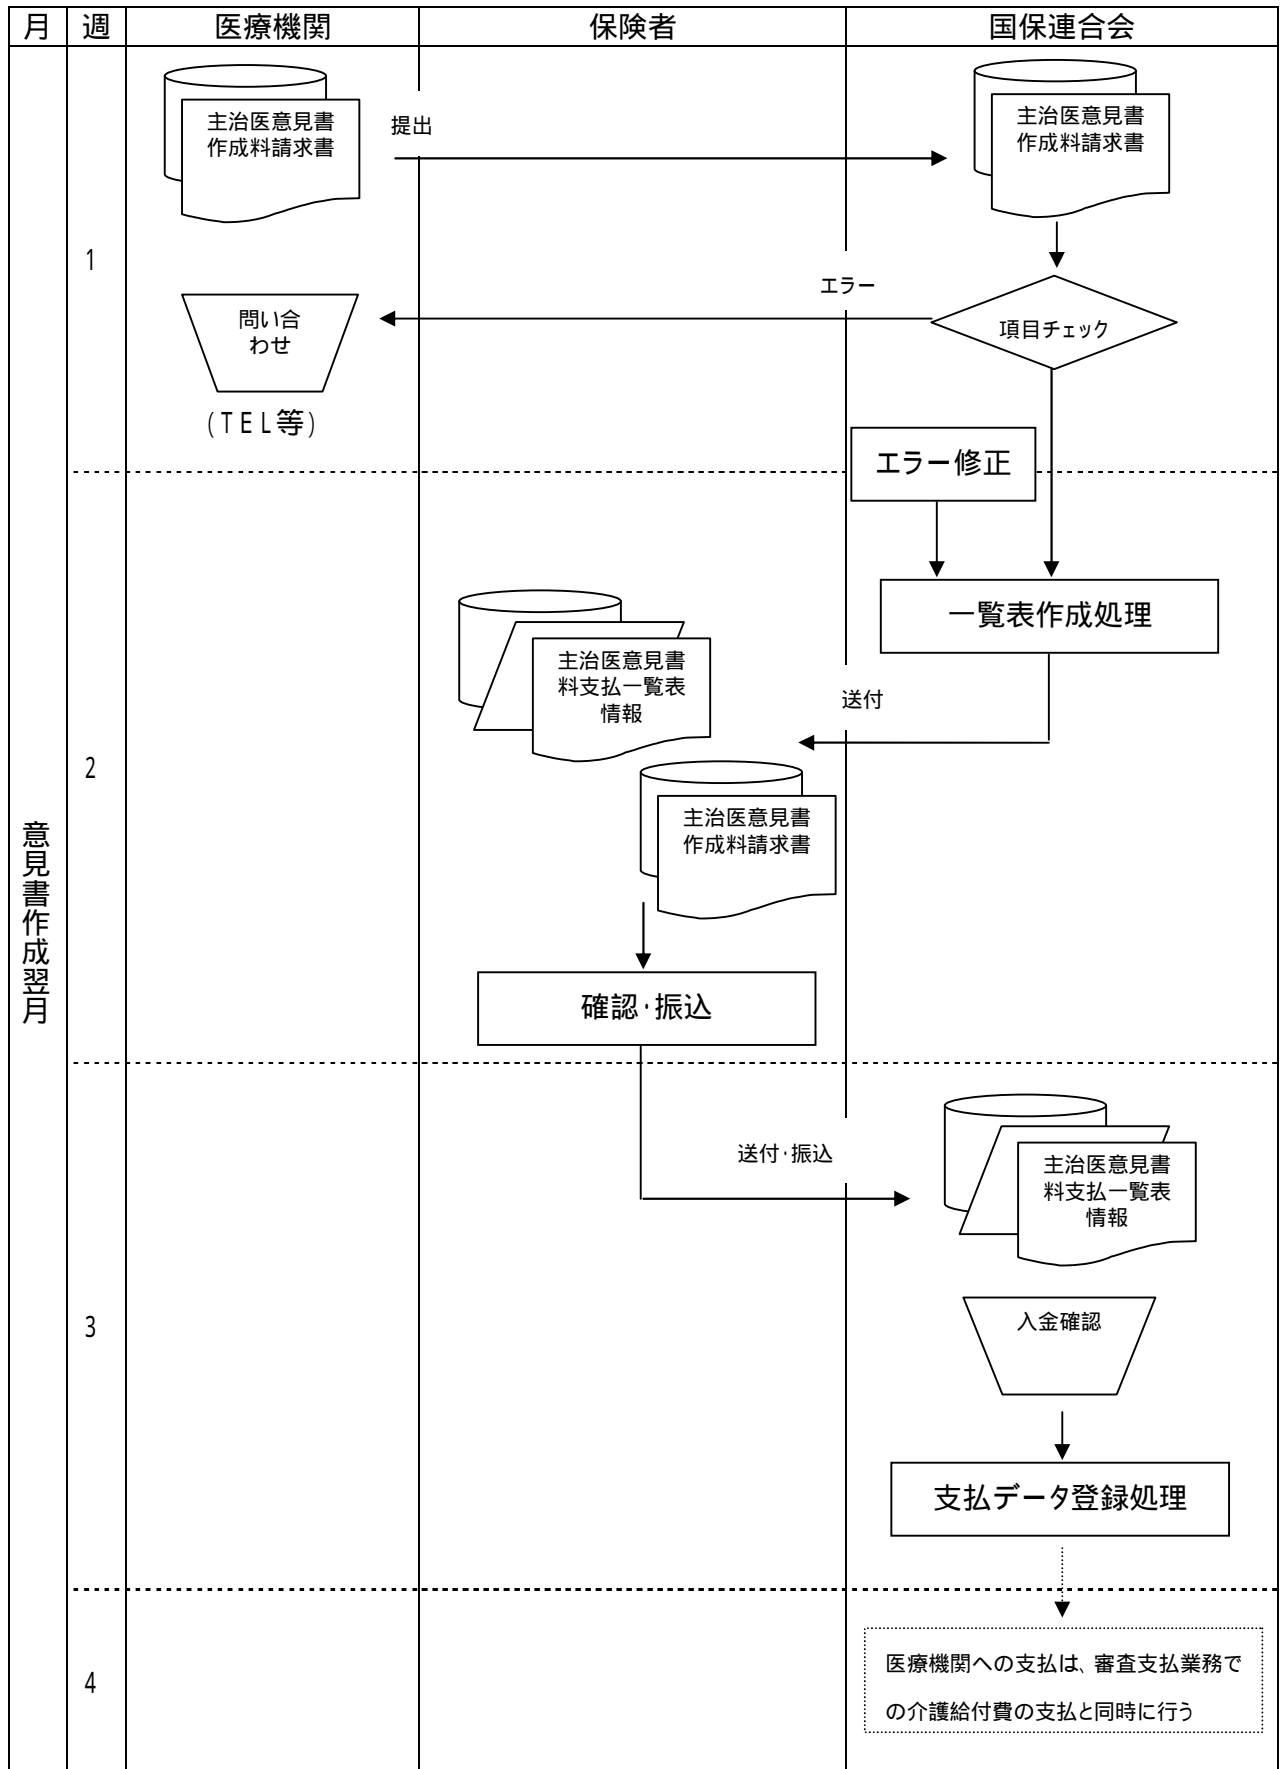 月 週 医療機関 保険者 国保連合会
主治医意見書
作成料請求書
提出
主治医意見書
作成料請求書
1
エラー
問い合
わせ
項目チェック
(TEL等)
エラー修正
一覧表作成処理
主治医意見書
料支払一覧表
情報
送付
2
主治医意見書
作成料請求書
意見書作成翌月
確認・振込
送付・振込
主治医意見書
料支払一覧表
情報
3
入金確認
支払データ登録処理
4
医療機関への支払は、審査支払業務で
の介護給付費の支払と同時に行う